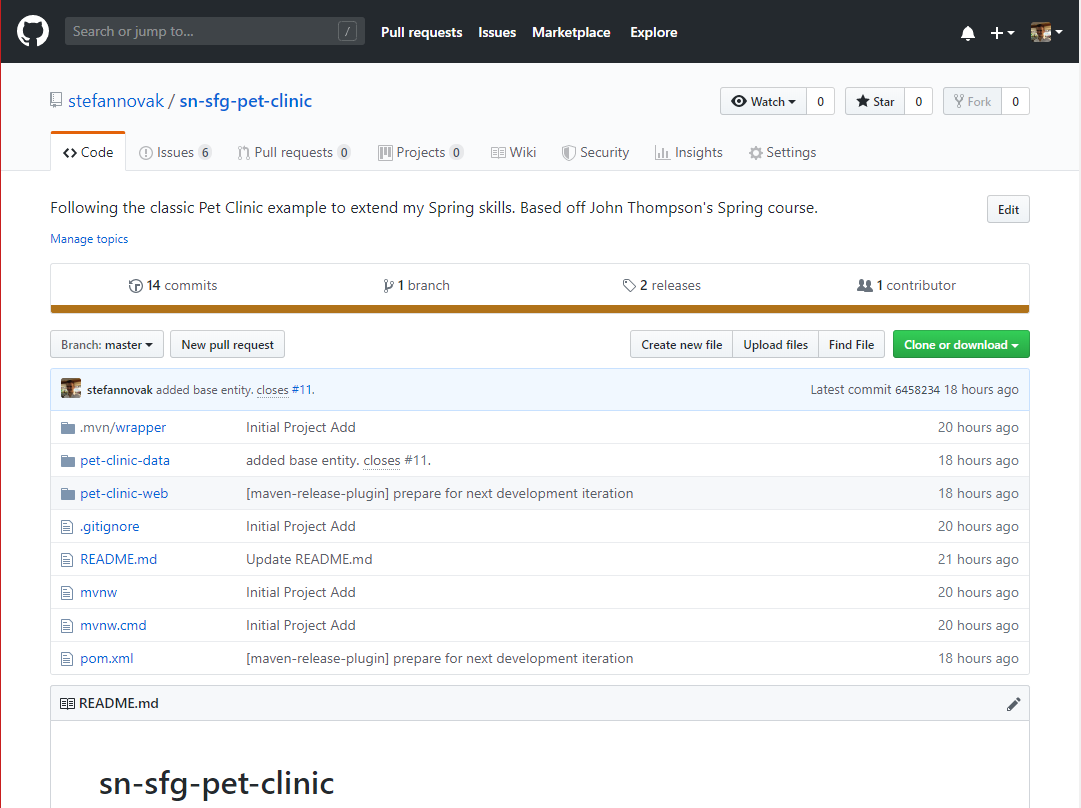 Search or jump to... / Pull requests Issues Marketplace Explore
stefannovak / sn-sfg-pet-clinic Watch 0 Star 0 Fork 0
Code Issues 6 Pull requests 0 Projects 0 Wiki Security Insights Settings
Following the classic Pet Clinic example to extend my Spring skills. Based off John Thompson's Spring course. Edit
Manage topics
14 commits 1 branch 2 releases 1 contributor
Branch: master New pull request Create new file Upload files Find File Clone or download
stefannovak added base entity. closes #11. Latest commit 6458234 18 hours ago
.mvn/wrapper Initial Project Add 20 hours ago
pet-clinic-data added base entity. closes #11. 18 hours ago
pet-clinic-web [maven-release-plugin] prepare for next development iteration 18 hours ago
.gitignore Initial Project Add 20 hours ago
README.md Update README.md 21 hours ago
mvnw Initial Project Add 20 hours ago
mvnw.cmd Initial Project Add 20 hours ago
pom.xml [maven-release-plugin] prepare for next development iteration 18 hours ago
README.md
sn-sfg-pet-clinic